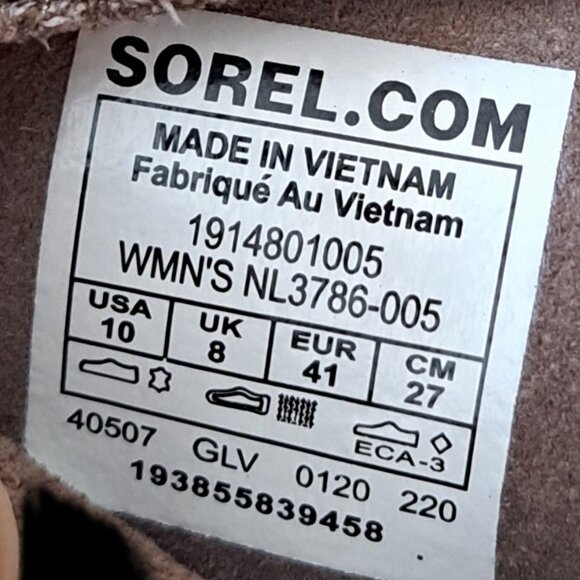 SOREL.COM
MADE IN VIETNAM
Fabriqué Au Vietnam
1914801005
WMN'S NL3786-005
USA UK EUR CM
10 8 41 27
ECA-3
40507 GLV 0120 220
193855839458